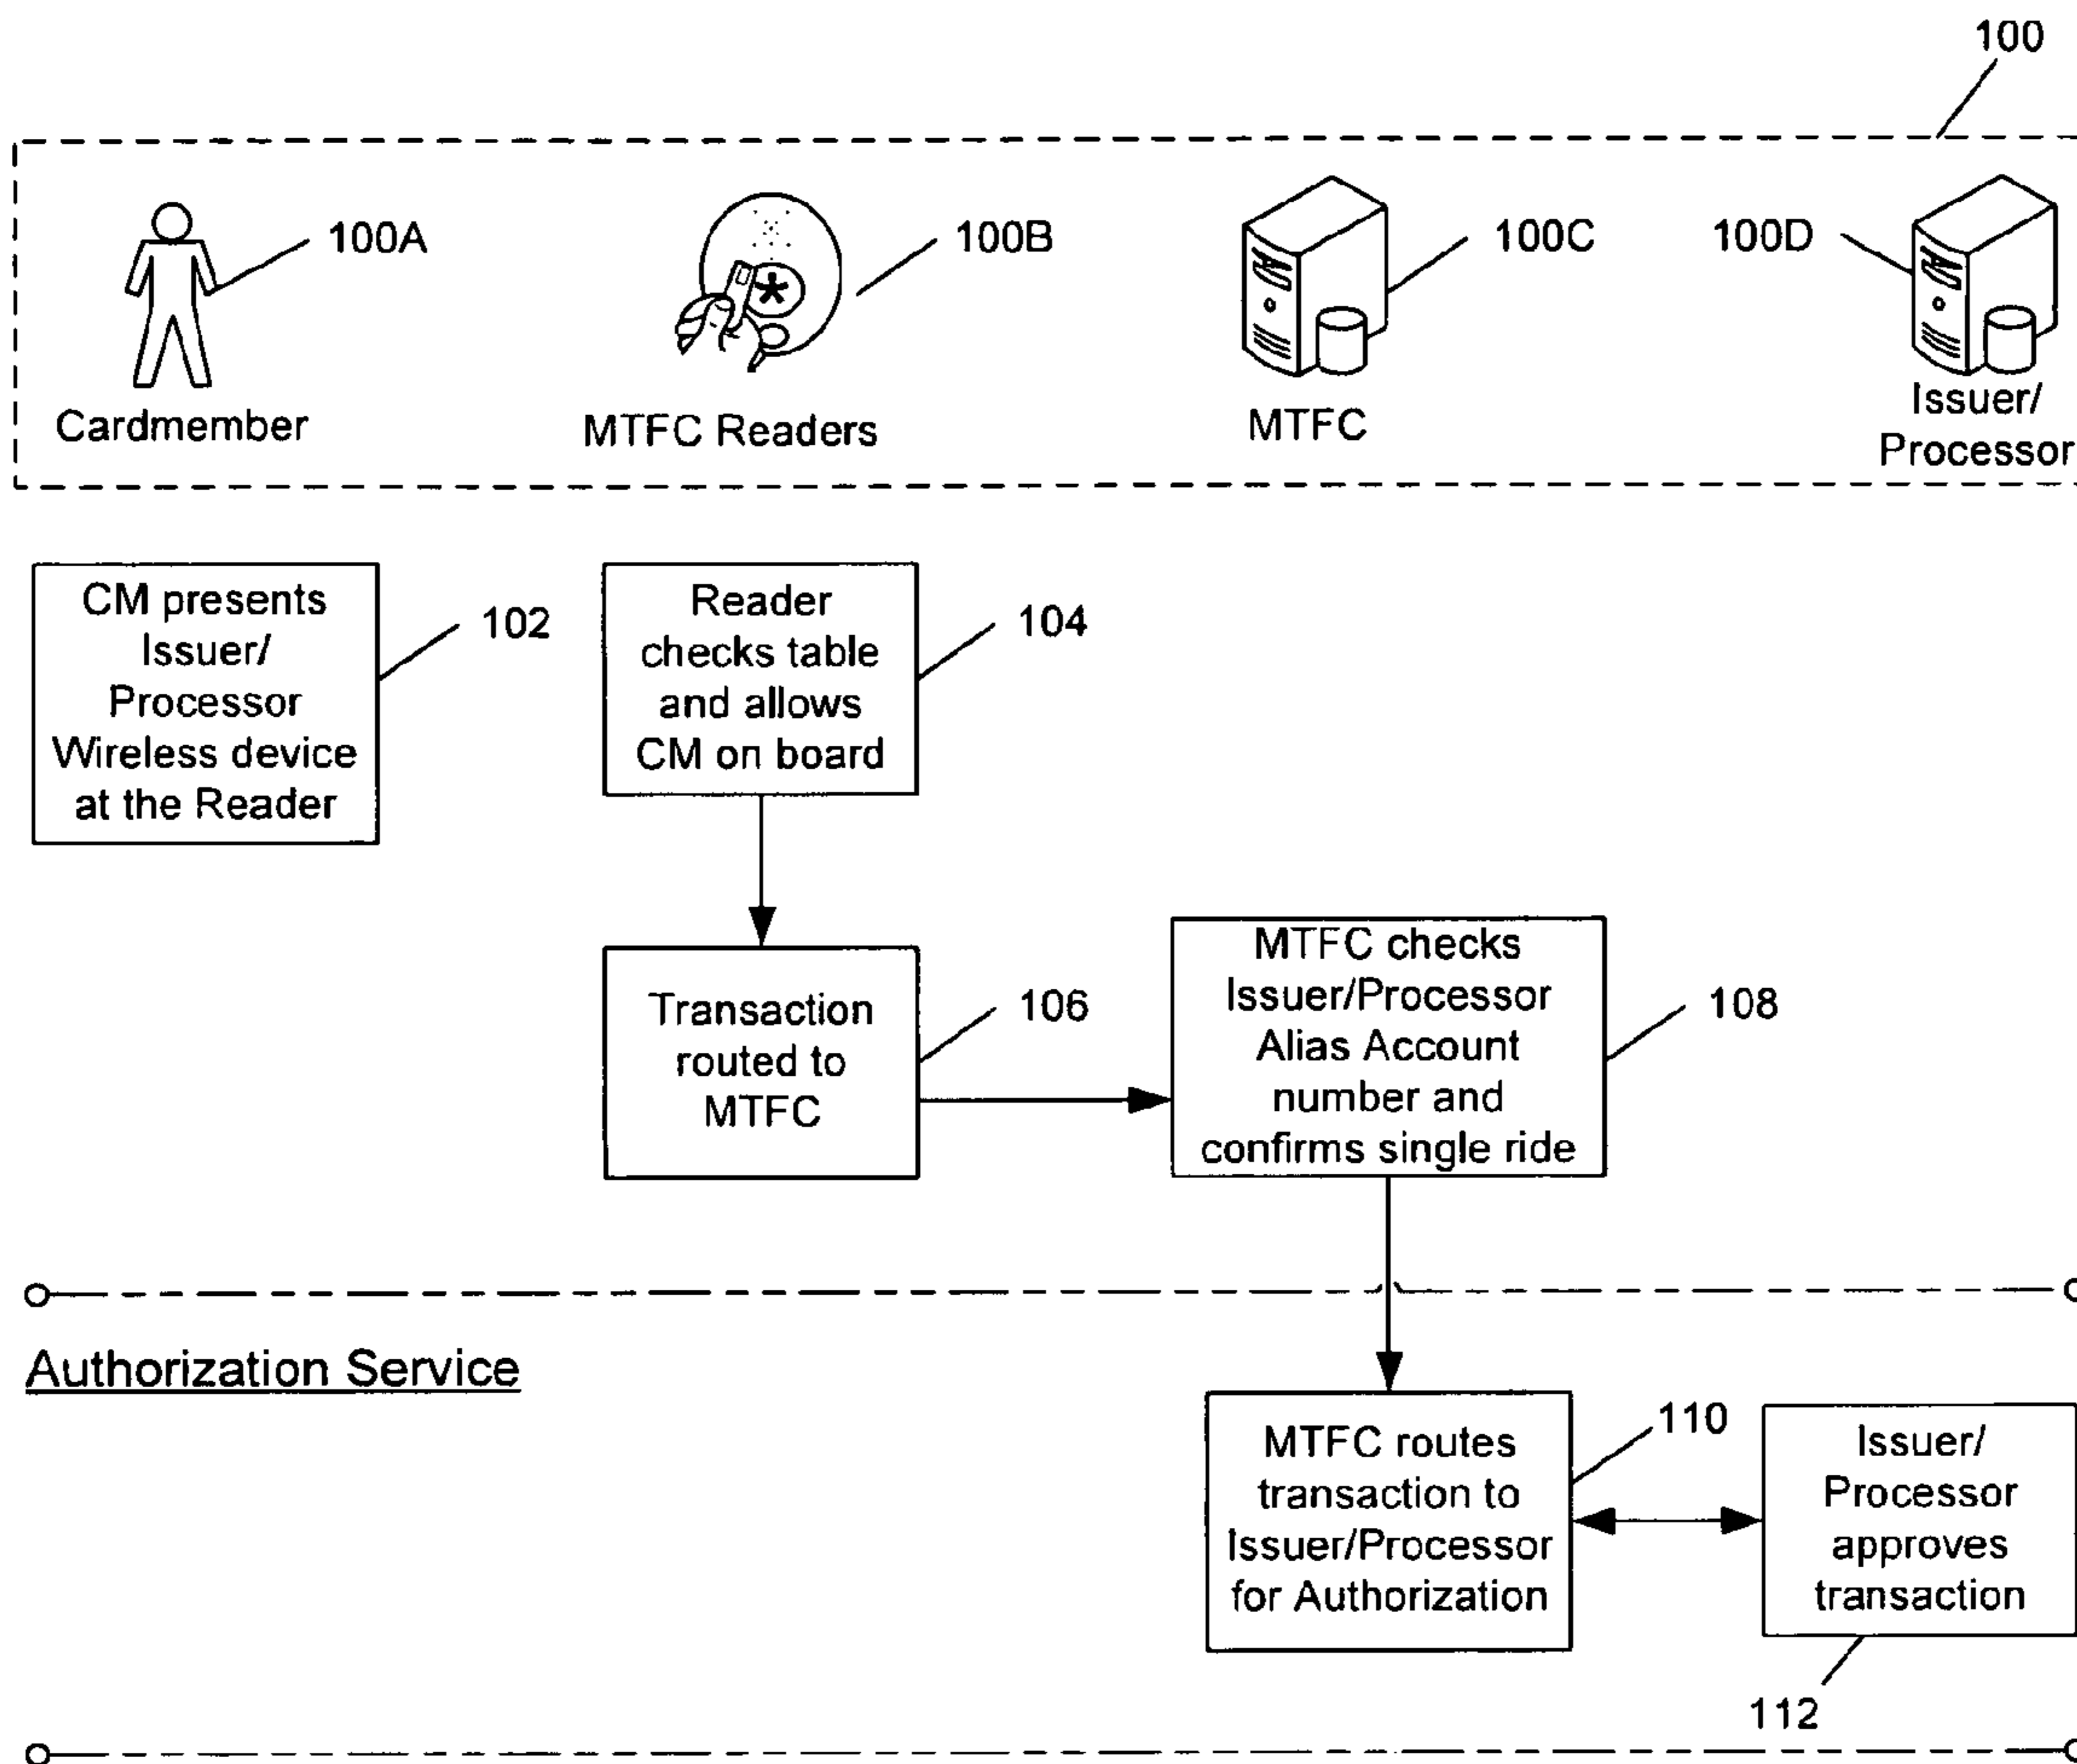 100
100A
100B
100C
100D
Cardmember
MTFC Readers
MTFC
Issuer/
Processor
CM presents
Issuer/
Processor
Wireless device
at the Reader
102
Reader
checks table
and allows
CM on board
104
Transaction
routed to
MTFC
106
MTFC checks
Issuer/Processor
Alias Account
number and
confirms single ride
108
Authorization Service
MTFC routes
transaction to
Issuer/Processor
for Authorization
110
Issuer/
Processor
approves
transaction
112